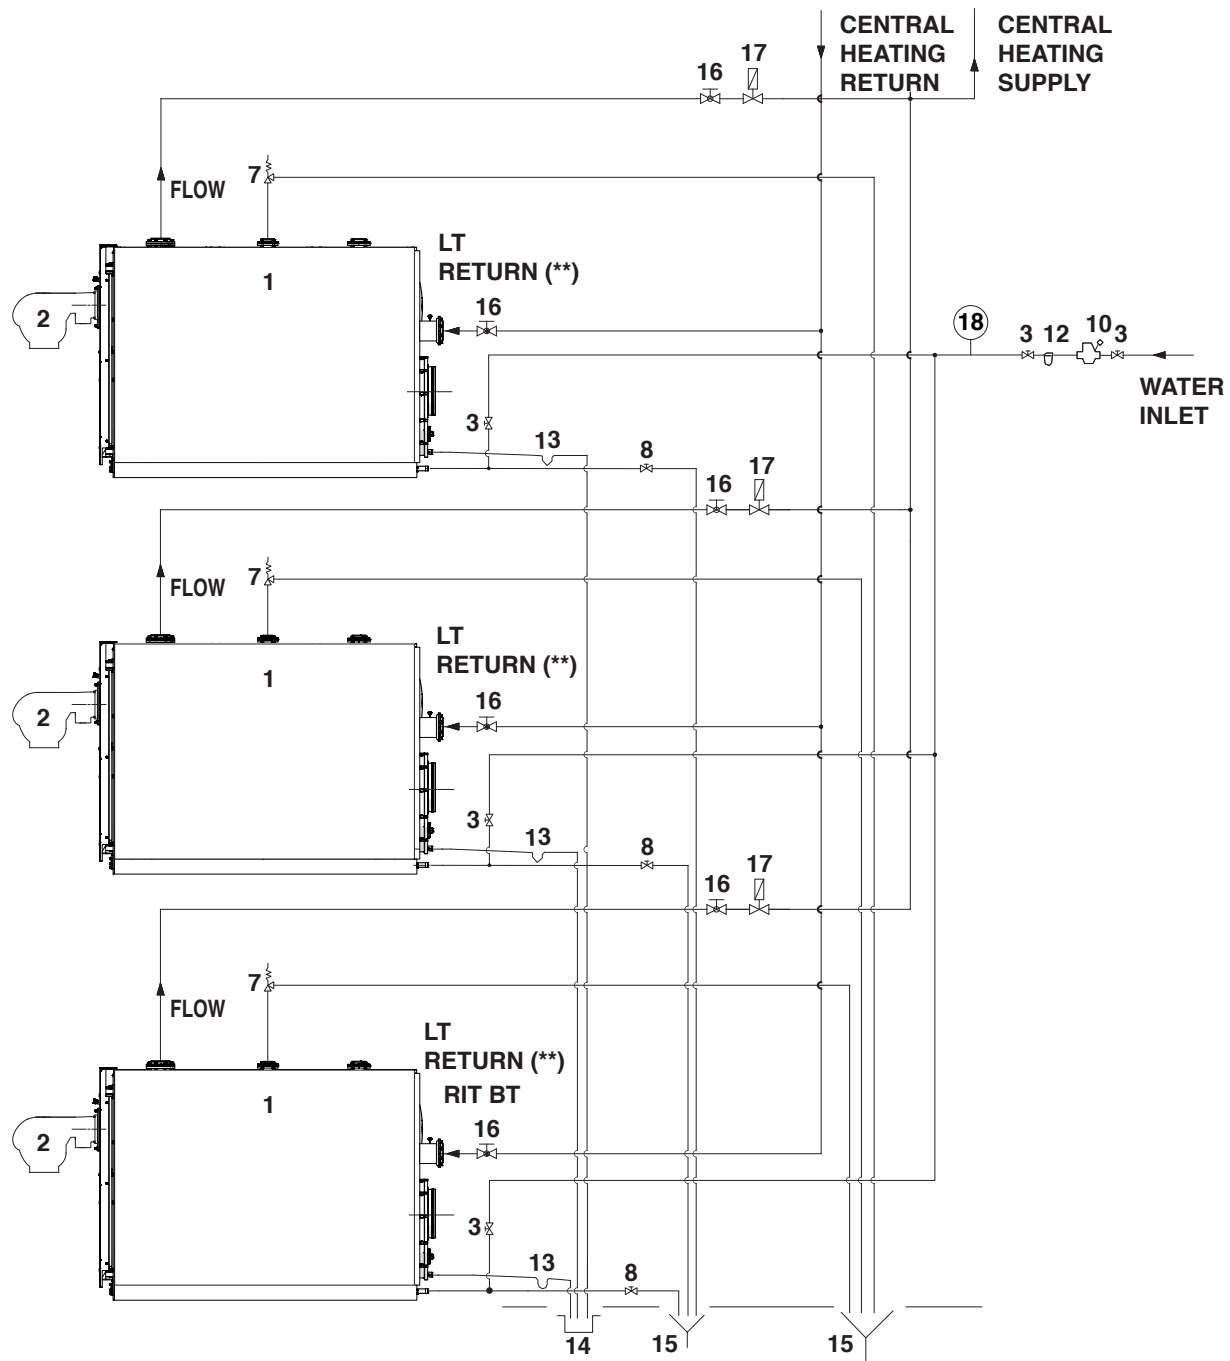 CENTRAL
HEATING
RETURN
CENTRAL
HEATING
SUPPLY
16
17
7
FLOW
LT
RETURN (**)
1
2
16
18
3
12
10
3
WATER
INLET
3
13
8
16
17
7
FLOW
LT
RETURN (**)
1
2
16
3
13
8
16
17
7
FLOW
LT
RETURN (**)
RIT BT
1
2
16
3
13
8
14
15
15